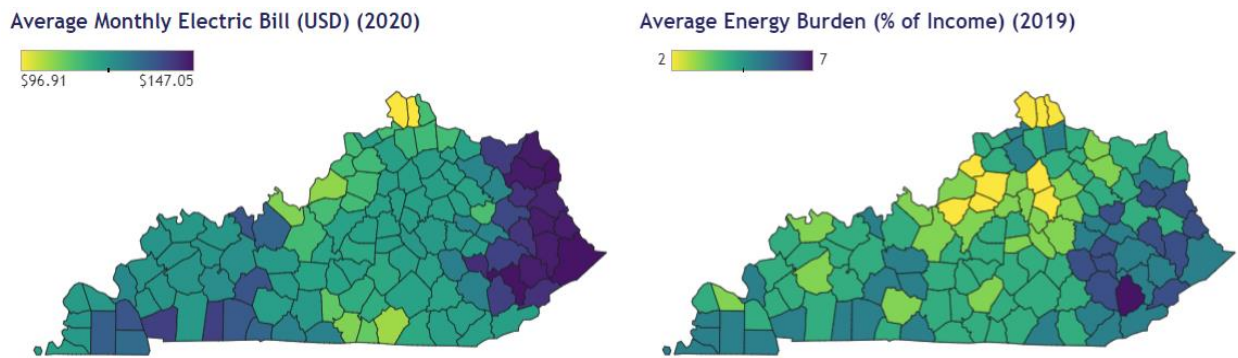 Average Monthly Electric Bill (USD) (2020)
$96.91 $147.05
Average Energy Burden (% of Income) (2019)
2 7